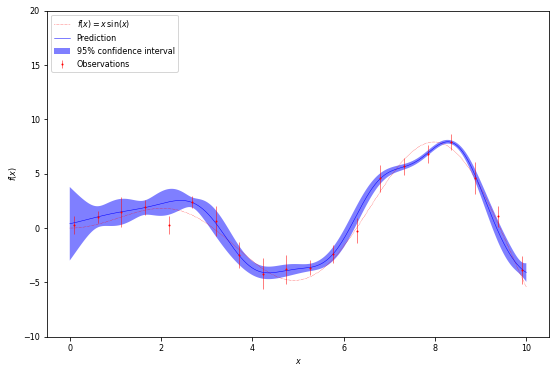 f(x) = x sin(x)
Prediction
95% confidence interval
Observations
20
15
10
5
0
−5
−10
f(x)
0
2
4
6
8
10
x